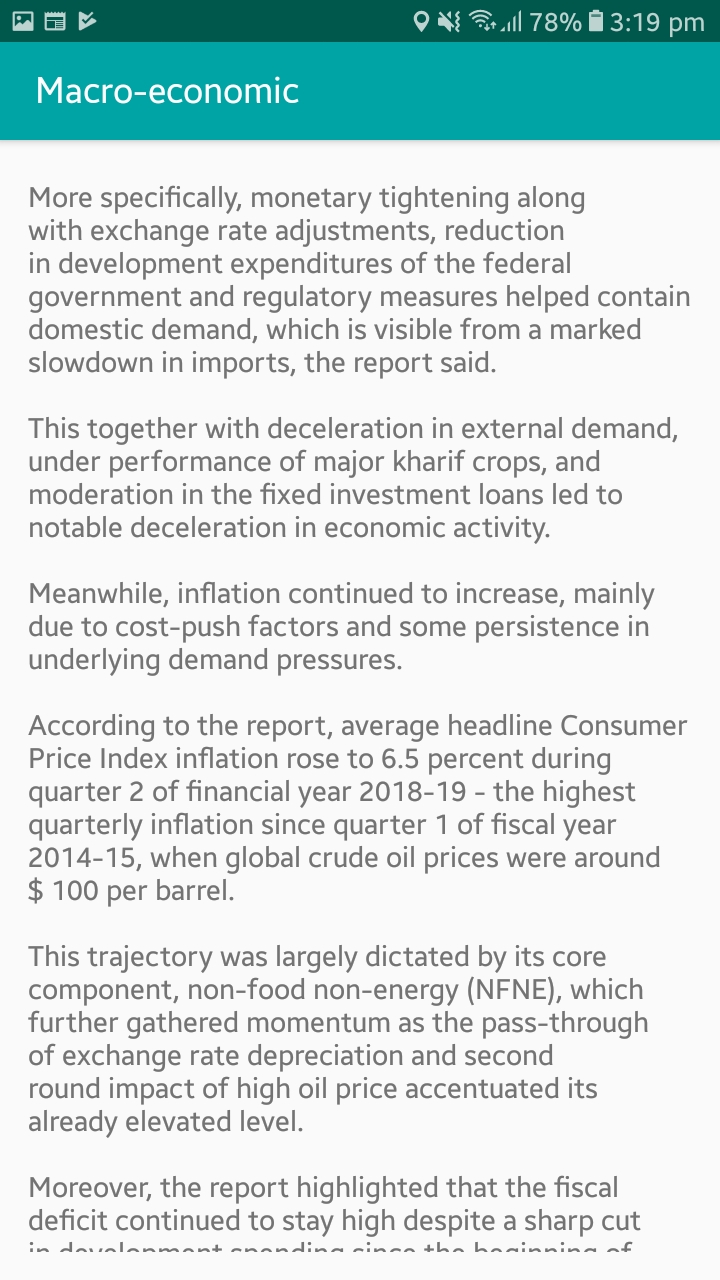 78% 3:19 pm
Macro-economic
More specifically, monetary tightening along
with exchange rate adjustments, reduction
in development expenditures of the federal
government and regulatory measures helped contain
domestic demand, which is visible from a marked
slowdown in imports, the report said.
This together with deceleration in external demand,
under performance of major kharif crops, and
moderation in the fixed investment loans led to
notable deceleration in economic activity.
Meanwhile, inflation continued to increase, mainly
due to cost-push factors and some persistence in
underlying demand pressures.
According to the report, average headline Consumer
Price Index inflation rose to 6.5 percent during
quarter 2 of financial year 2018-19 - the highest
quarterly inflation since quarter 1 of fiscal year
2014-15, when global crude oil prices were around
$ 100 per barrel.
This trajectory was largely dictated by its core
component, non-food non-energy (NFNE), which
further gathered momentum as the pass-through
of exchange rate depreciation and second
round impact of high oil price accentuated its
already elevated level.
Moreover, the report highlighted that the fiscal
deficit continued to stay high despite a sharp cut
in development spending since the beginning of